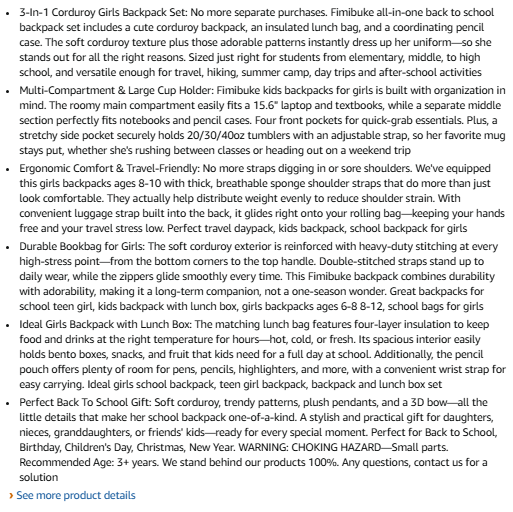 • 3-In-1 Corduroy Girls Backpack Set: No more separate purchases. Fimibuke all-in-one back to school
backpack set includes a cute corduroy backpack, an insulated lunch bag, and a coordinating pencil
case. The soft corduroy texture plus those adorable patterns instantly dress up her uniform—so she
stands out for all the right reasons. Sized just right for students from elementary, middle, to high
school, and versatile enough for travel, hiking, summer camp, day trips and after-school activities
• Multi-Compartment & Large Cup Holder: Fimibuke kids backpacks for girls is built with organization in
mind. The roomy main compartment easily fits a 15.6" laptop and textbooks, while a separate middle
section perfectly fits notebooks and pencil cases. Four front pockets for quick-grab essentials. Plus, a
stretchy side pocket securely holds 20/30/40oz tumblers with an adjustable strap, so her favorite mug
stays put, whether she's rushing between classes or heading out on a weekend trip
• Ergonomic Comfort & Travel-Friendly: No more straps digging in or sore shoulders. We've equipped
this girls backpacks ages 8-10 with thick, breathable sponge shoulder straps that do more than just
look comfortable. They actually help distribute weight evenly to reduce shoulder strain. With
convenient luggage strap built into the back, it glides right onto your rolling bag—keeping your hands
free and your travel stress low. Perfect travel daypack, kids backpack, school backpack for girls
• Durable Bookbag for Girls: The soft corduroy exterior is reinforced with heavy-duty stitching at every
high-stress point—from the bottom corners to the top handle. Double-stitched straps stand up to
daily wear, while the zippers glide smoothly every time. This Fimibuke backpack combines durability
with adorability, making it a long-term companion, not a one-season wonder. Great backpacks for
school teen girl, kids backpack with lunch box, girls backpacks ages 6-8 8-12, school bags for girls
• Ideal Girls Backpack with Lunch Box: The matching lunch bag features four-layer insulation to keep
food and drinks at the right temperature for hours—hot, cold, or fresh. Its spacious interior easily
holds bento boxes, snacks, and fruit that kids need for a full day at school. Additionally, the pencil
pouch offers plenty of room for pens, pencils, highlighters, and more, with a convenient wrist strap for
easy carrying. Ideal girls school backpack, teen girl backpack, backpack and lunch box set
• Perfect Back To School Gift: Soft corduroy, trendy patterns, plush pendants, and a 3D bow—all the
little details that make her school backpack one-of-a-kind. A stylish and practical gift for daughters,
nieces, granddaughters, or friends' kids—ready for every special moment. Perfect for Back to School,
Birthday, Children's Day, Christmas, New Year. WARNING: CHOKING HAZARD—Small parts.
Recommended Age: 3+ years. We stand behind our products 100%. Any questions, contact us for a
solution
› See more product details